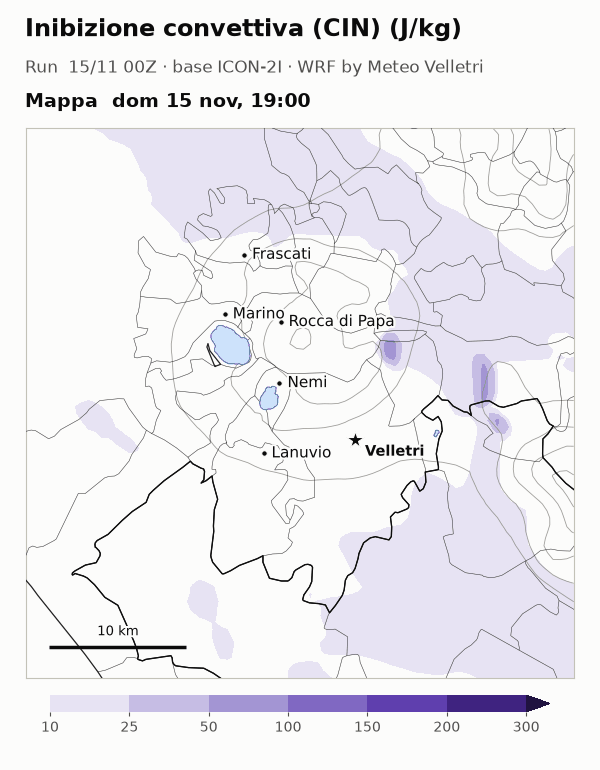 Inibizione convettiva (CIN) (J/kg)
Run  15/11 00Z · base ICON-2I · WRF by Meteo Velletri
Mappa  dom 15 nov, 19:00
Frascati
Marino
Rocca di Papa
Nemi
Velletri
Lanuvio
10 km
10 25 50 100 150 200 300